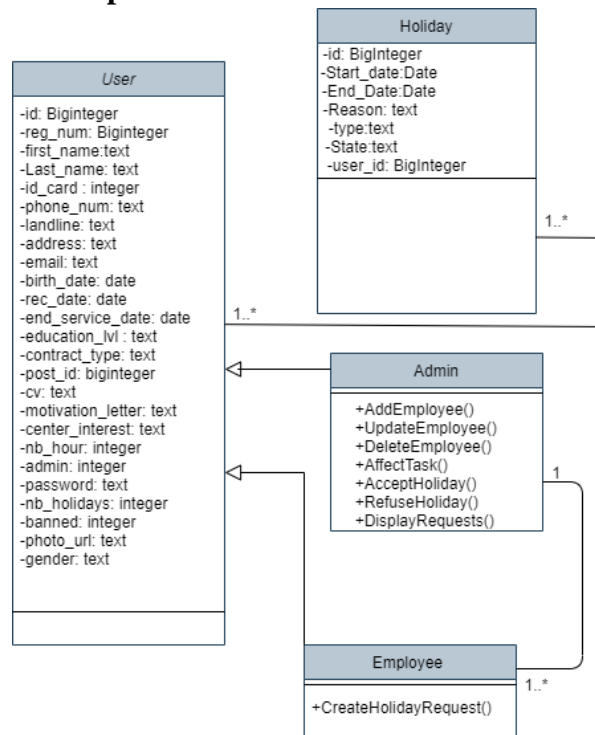 Holiday
-id: BigInteger
-Start_date:Date
-End_Date:Date
-Reason: text
-type:text
-State:text
-user_id: BigInteger
1..*
User
-id: Biginteger
-reg_num: Biginteger
-first_name:text
-Last_name: text
-id_card : integer
-phone_num: text
-landline: text
-address: text
-email: text
-birth_date: date
-rec_date: date
-end_service_date: date
-education_lvl : text
-contract_type: text
-post_id: biginteger
-cv: text
-motivation_letter: text
-center_interest: text
-nb_hour: integer
-admin: integer
-password: text
-nb_holidays: integer
-banned: integer
-photo_url: text
-gender: text
1..*
Admin
+AddEmployee()
+UpdateEmployee()
+DeleteEmployee()
+AffectTask()
+AcceptHoliday()
+RefuseHoliday()
+DisplayRequests()
1
Employee
+CreateHolidayRequest()
1..*